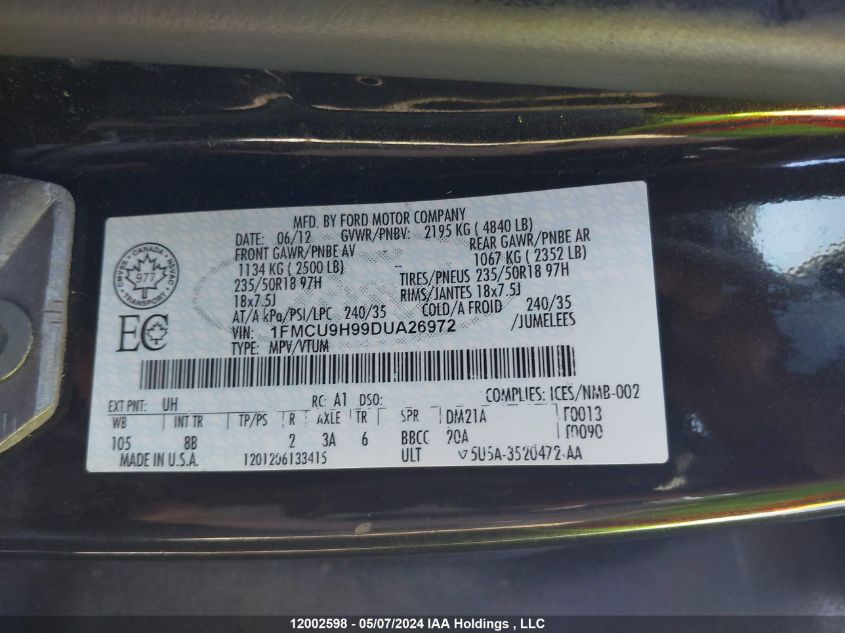 MFD. BY FORD MOTOR COMPANY
DATE: 06/12 GVWR/PNBV: 2195 KG ( 4840 LB)
FRONT GAWR/PNBE AV REAR GAWR/PNBE AR
1134 KG ( 2500 LB) 1067 KG ( 2352 LB)
235/50R18 97H TIRES/PNEUS 235/50R18 97H
18x7.5J RIMS/JANTES 18x7.5J
AT/A kPa/PSI/LPC 240/35 COLD/A FROID 240/35
VIN: 1FMCU9H99DUA26972 /JUMELEES
TYPE: MPV/VTUM
CANADA
977
TRANSPORT
EC
COMPLIES: ICES/NMB-002
EXT PNT: UH RC: A1 DSO:
WB INT TR TP/PS R AXLE TR SPR DM21A F0013
105 8B 2 3A 6 BBCC 20A T0090
MADE IN U.S.A. 1201206133415 ULT 5U5A-3520472-AA
12002598 - 05/07/2024 IAA Holdings , LLC